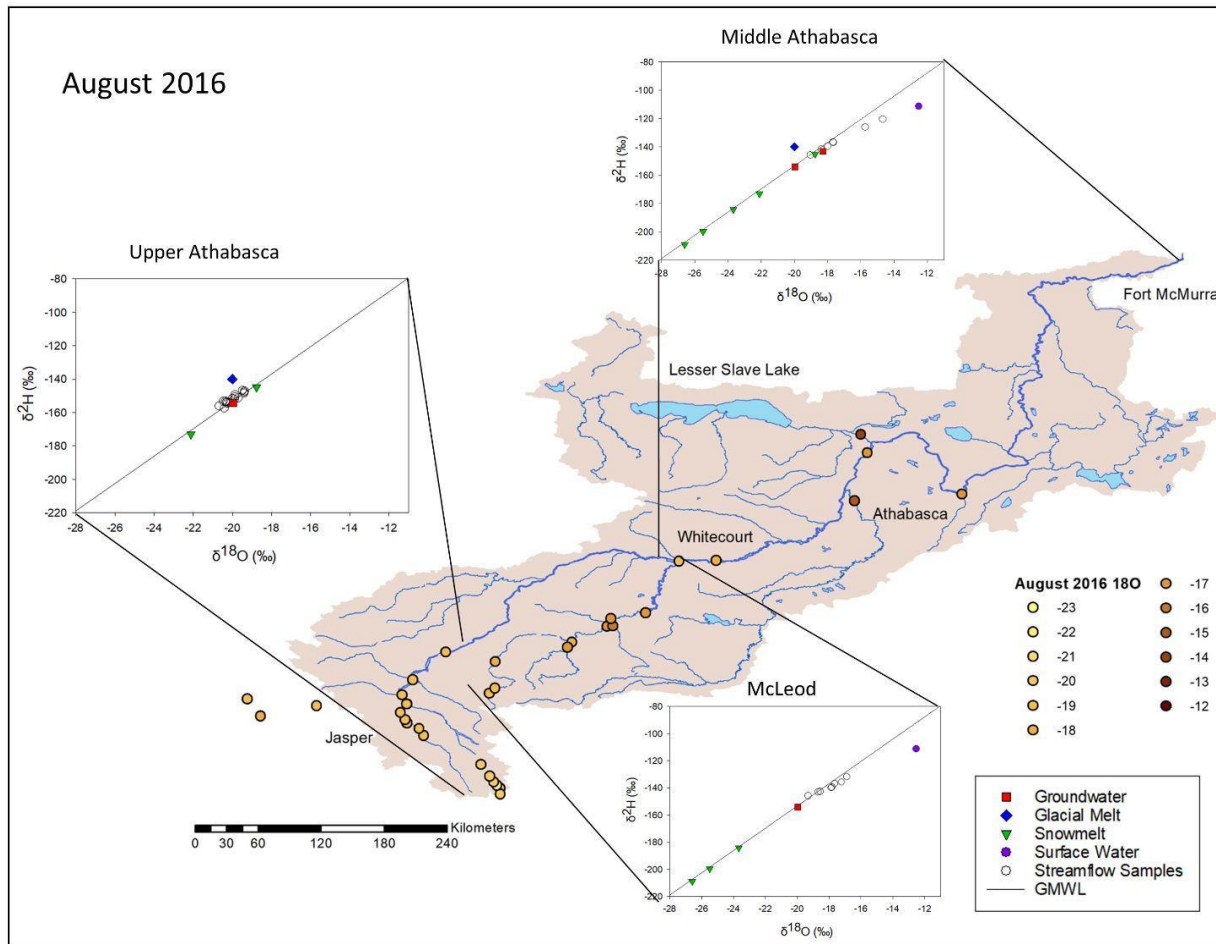 August 2016
Middle Athabasca
-80
-100
-120
-140
-160
-180
-200
-220
δ2H (‰)
-28 -26 -24 -22 -20 -18 -16 -14 -12
δ18O (‰)
Upper Athabasca
-80
-100
-120
-140
-160
-180
-200
-220
δ2H (‰)
-28 -26 -24 -22 -20 -18 -16 -14 -12
δ18O (‰)
Fort McMurra
Lesser Slave Lake
Athabasca
Whitecourt
Jasper
Kilometers
0 30 60 120 180 240
McLeod
-80
-100
-120
-140
-160
-180
-200
-220
δ2H (‰)
-28 -26 -24 -22 -20 -18 -16 -14 -12
δ18O (‰)
August 2016 18O
-23
-22
-21
-20
-19
-18
-17
-16
-15
-14
-13
-12
Groundwater
Glacial Melt
Snowmelt
Surface Water
Streamflow Samples
GMWL